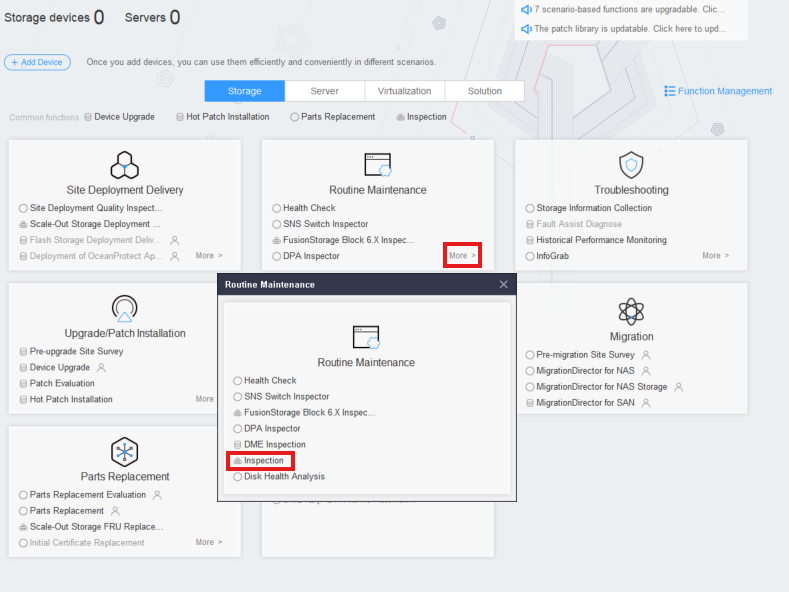 Storage devices 0 Servers 0
7 scenario-based functions are upgradable. Clic...
The patch library is updatable. Click here to upd...
+ Add Device
Once you add devices, you can use them efficiently and conveniently in different scenarios.
Storage Server Virtualization Solution
Function Management
Common functions Device Upgrade Hot Patch Installation Parts Replacement Inspection
Site Deployment Delivery
Site Deployment Quality Inspect...
Scale-Out Storage Deployment ...
Flash Storage Deployment Deliv...
Deployment of OceanProtect Ap...
More >
Routine Maintenance
Health Check
SNS Switch Inspector
FusionStorage Block 6.X Inspec...
DPA Inspector
More >
Troubleshooting
Storage Information Collection
Fault Assist Diagnose
Historical Performance Monitoring
InfoGrab
More >
Upgrade/Patch Installation
Pre-upgrade Site Survey
Device Upgrade
Patch Evaluation
Hot Patch Installation
More
Routine Maintenance
Routine Maintenance
Health Check
SNS Switch Inspector
FusionStorage Block 6.X Inspec...
DPA Inspector
DME Inspection
Inspection
Disk Health Analysis
Migration
Pre-migration Site Survey
MigrationDirector for NAS
MigrationDirector for NAS Storage
MigrationDirector for SAN
Parts Replacement
Parts Replacement Evaluation
Parts Replacement
Scale-Out Storage FRU Replace...
Initial Certificate Replacement
More >